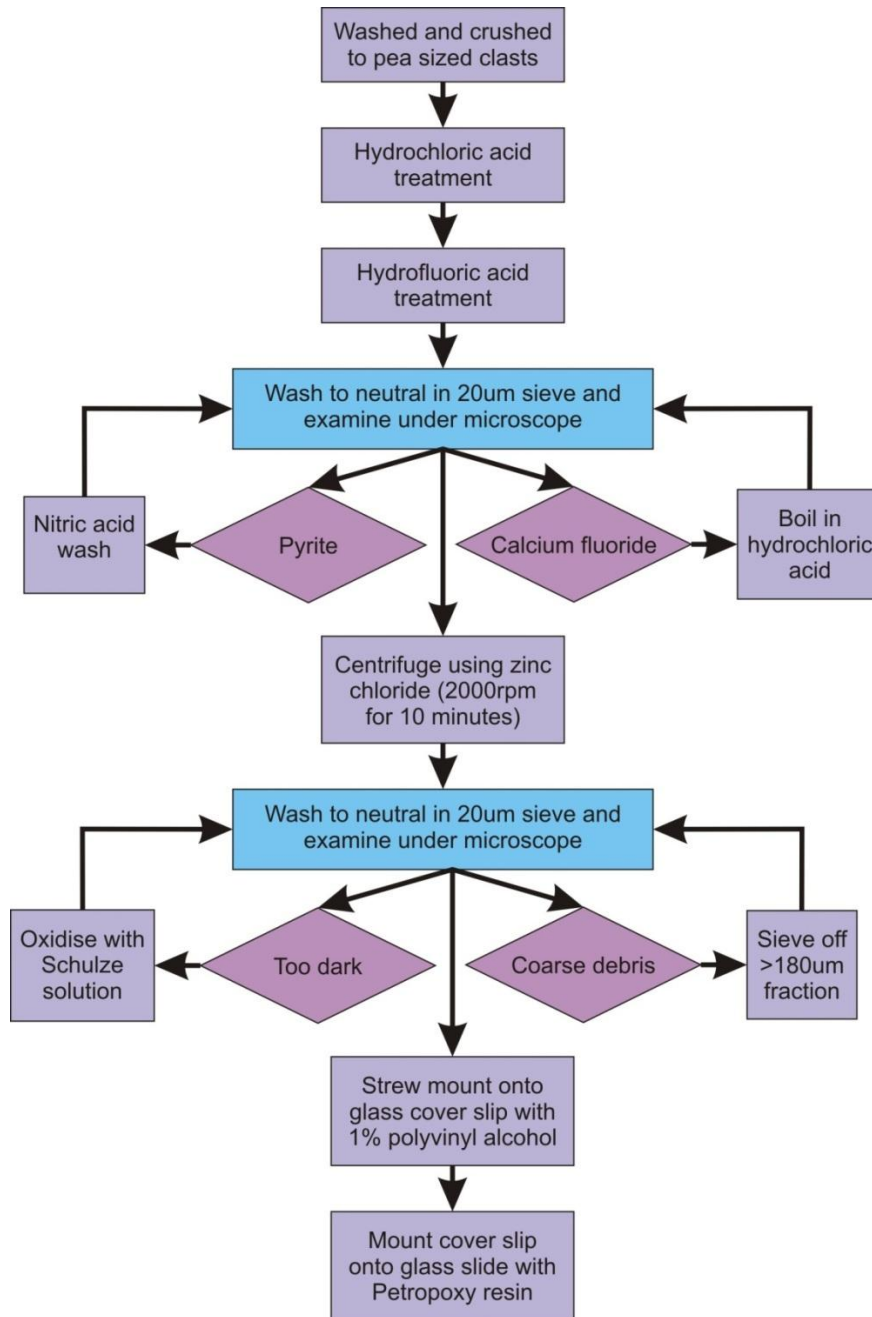 Washed and crushed
to pea sized clasts
Hydrochloric acid
treatment
Hydrofluoric acid
treatment
Wash to neutral in 20um sieve and
examine under microscope
Nitric acid
wash
Pyrite
Calcium fluoride
Boil in
hydrochloric
acid
Centrifuge using zinc
chloride (2000rpm
for 10 minutes)
Wash to neutral in 20um sieve and
examine under microscope
Oxidise with
Schulze
solution
Too dark
Coarse debris
Sieve off
>180um
fraction
Strew mount onto
glass cover slip with
1% polyvinyl alcohol
Mount cover slip
onto glass slide with
Petropoxy resin